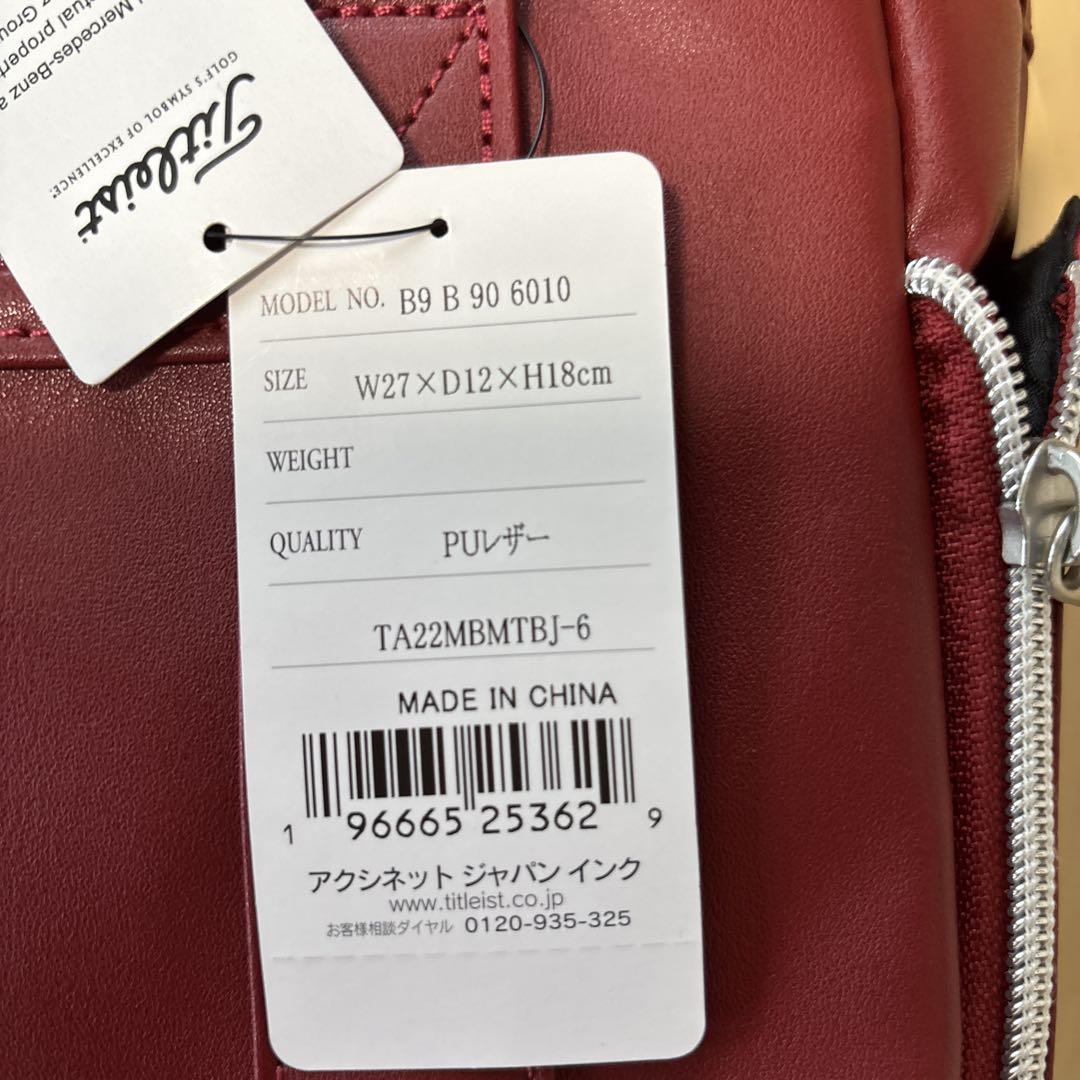 Mercedes-Benz
Titleist
GOLF'S SYMBOL OF EXCELLENCE.
MODEL NO. B9 B 90 6010
SIZE W27×D12×H18cm
WEIGHT
QUALITY PUレザー
TA22MBMTBJ-6
MADE IN CHINA
1 96665 25362 9
アクシネット ジャパン インク
www.titleist.co.jp
お客様相談ダイヤル 0120-935-325